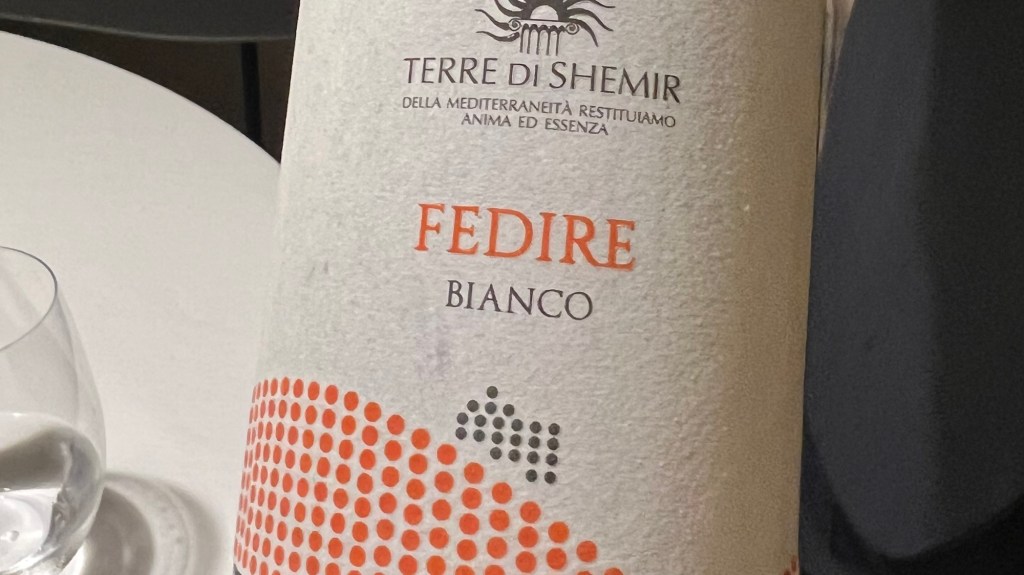 TERRE DI SHEMIR
DELLA MEDITERRANEITÀ RESTITUIAMO
ANIMA ED ESSENZA
FEDIRE
BIANCO